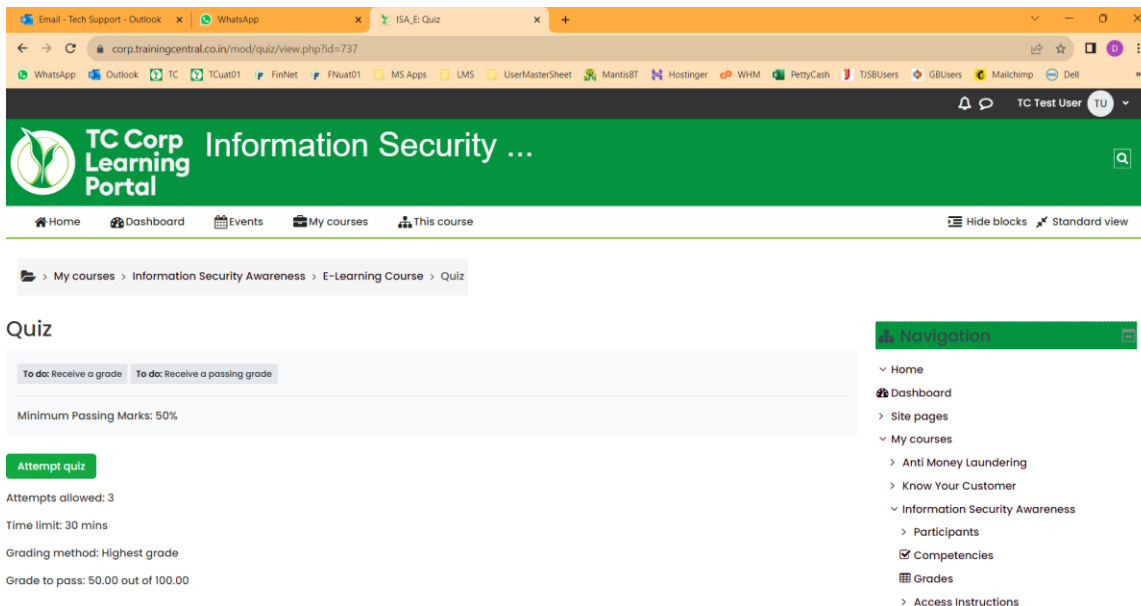 Email - Tech Support - Outlook
WhatsApp
ISA_E: Quiz
corp.trainingcentral.co.in/mod/quiz/view.php?id=737
WhatsApp Outlook TC TCuat01 FinNet FNuat01 MS Apps LMS UserMasterSheet MantisBT Hostinger WHM PettyCash TJSBUsers GBUsers Mailchimp Dell
D
TC Test User TU
TC Corp
Learning
Portal
Information Security ...
Home Dashboard Events My courses This course Hide blocks Standard view
> My courses > Information Security Awareness > E-Learning Course > Quiz
Quiz
To do: Receive a grade To do: Receive a passing grade
Minimum Passing Marks: 50%
Attempt quiz
Attempts allowed: 3
Time limit: 30 mins
Grading method: Highest grade
Grade to pass: 50.00 out of 100.00
Navigation
Home
Dashboard
Site pages
My courses
Anti Money Laundering
Know Your Customer
Information Security Awareness
Participants
Competencies
Grades
Access Instructions